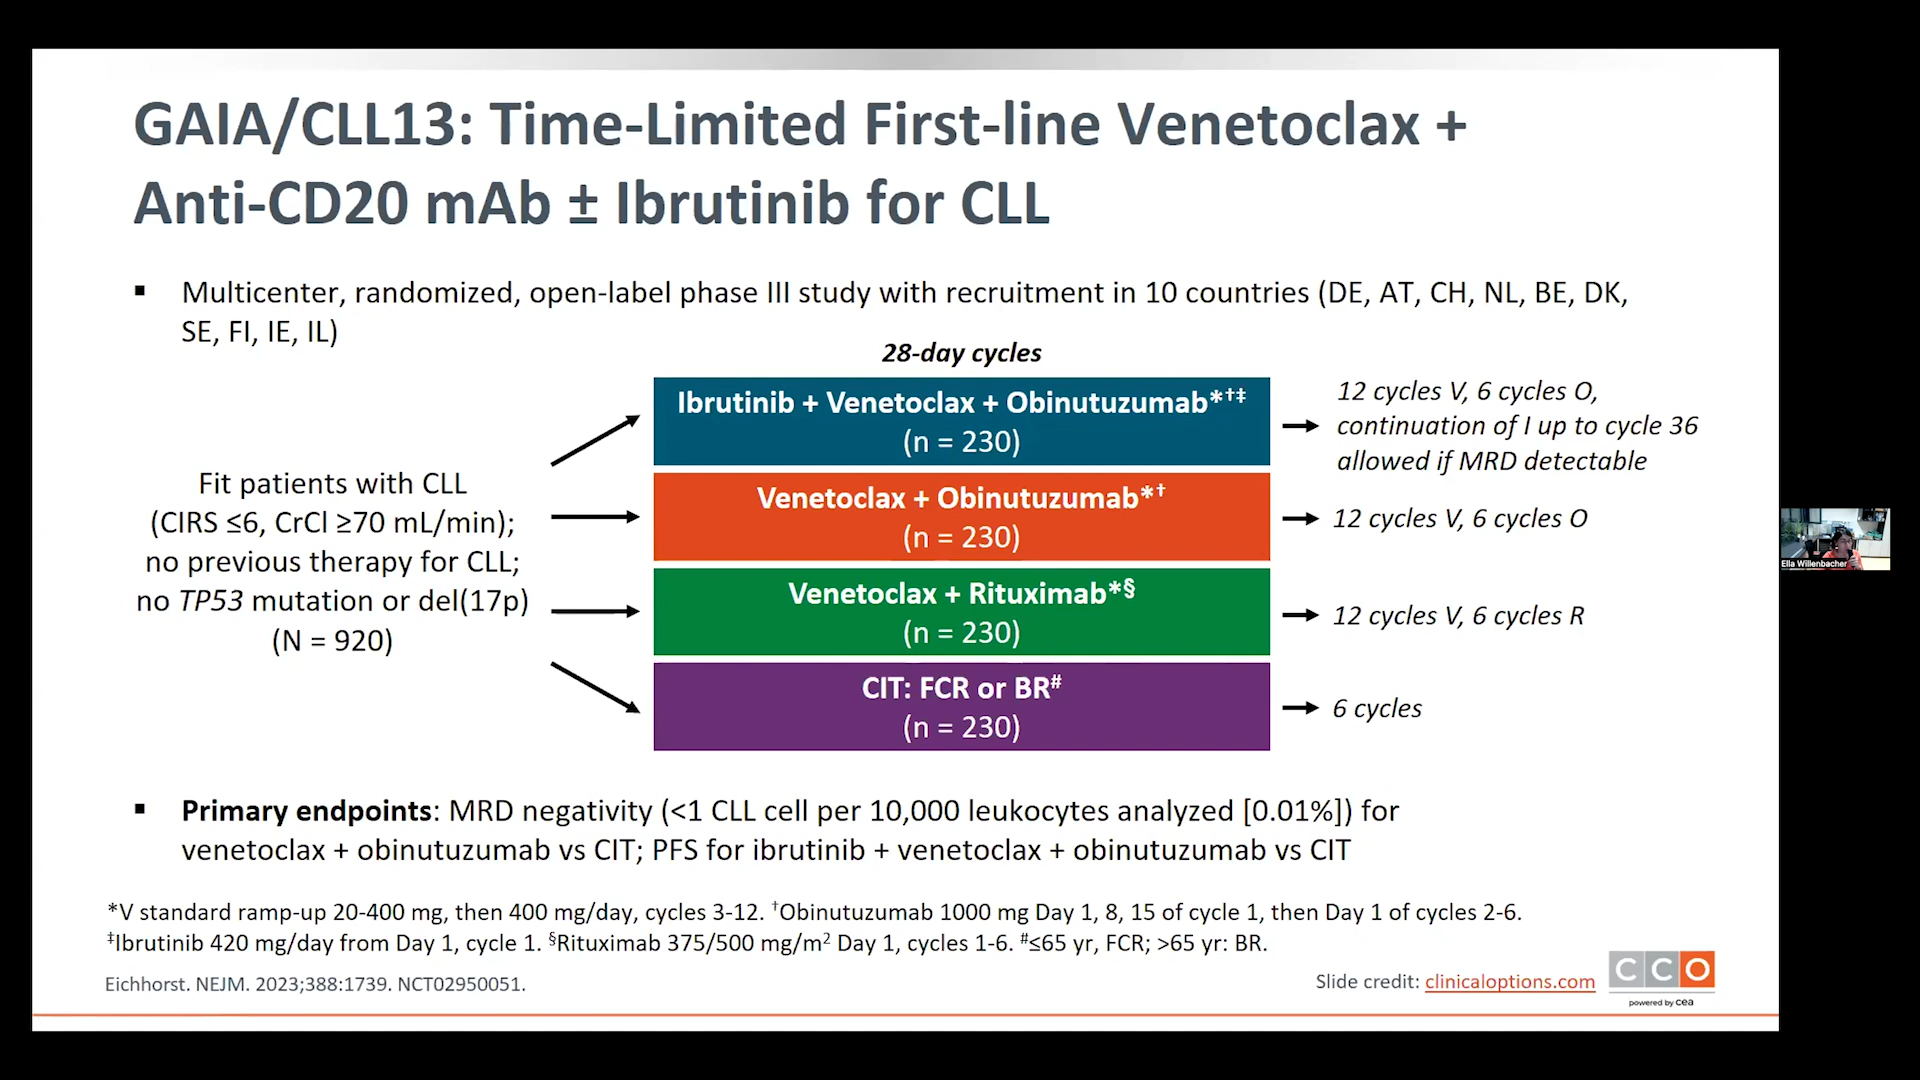 GAIA/CLL13: Time-Limited First-line Venetoclax +
Anti-CD20 mAb ± Ibrutinib for CLL
▪ Multicenter, randomized, open-label phase III study with recruitment in 10 countries (DE, AT, CH, NL, BE, DK,
SE, FI, IE, IL)
28-day cycles
Fit patients with CLL
(CIRS ≤6, CrCl ≥70 mL/min);
no previous therapy for CLL;
no TP53 mutation or del(17p)
(N = 920)
Ibrutinib + Venetoclax + Obinutuzumab*†‡
(n = 230)
12 cycles V, 6 cycles O,
continuation of I up to cycle 36
allowed if MRD detectable
Venetoclax + Obinutuzumab*†
(n = 230)
12 cycles V, 6 cycles O
Venetoclax + Rituximab*§
(n = 230)
12 cycles V, 6 cycles R
CIT: FCR or BR#
(n = 230)
6 cycles
Ella Willenbacher
▪ Primary endpoints: MRD negativity (<1 CLL cell per 10,000 leukocytes analyzed [0.01%]) for
venetoclax + obinutuzumab vs CIT; PFS for ibrutinib + venetoclax + obinutuzumab vs CIT
*V standard ramp-up 20-400 mg, then 400 mg/day, cycles 3-12. †Obinutuzumab 1000 mg Day 1, 8, 15 of cycle 1, then Day 1 of cycles 2-6.
‡Ibrutinib 420 mg/day from Day 1, cycle 1. §Rituximab 375/500 mg/m² Day 1, cycles 1-6. #≤65 yr, FCR; >65 yr: BR.
Eichhorst. NEJM. 2023;388:1739. NCT02950051.
Slide credit: clinicaloptions.com
CCO
powered by cea